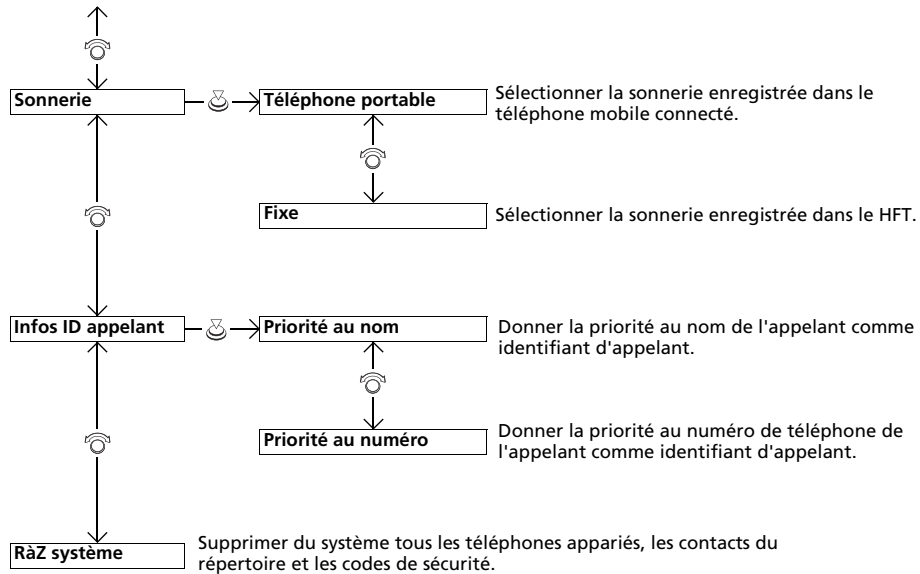 Sonnerie
Téléphone portable
Sélectionner la sonnerie enregistrée dans le
téléphone mobile connecté.
Fixe
Sélectionner la sonnerie enregistrée dans le HFT.
Infos ID appelant
Priorité au nom
Donner la priorité au nom de l'appelant comme
identifiant d'appelant.
Priorité au numéro
Donner la priorité au numéro de téléphone de
l'appelant comme identifiant d'appelant.
RàZ système
Supprimer du système tous les téléphones appariés, les contacts du
répertoire et les codes de sécurité.